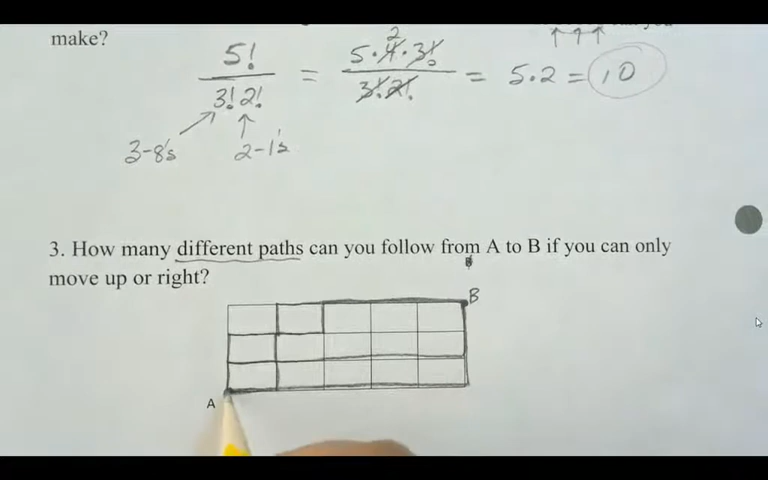 make?
5!/3!2! = 5·4·3!/3!2! = 5·2 = 10
2
3-8's 2-1's
3. How many different paths can you follow from A to B if you can only
move up or right?
B
A